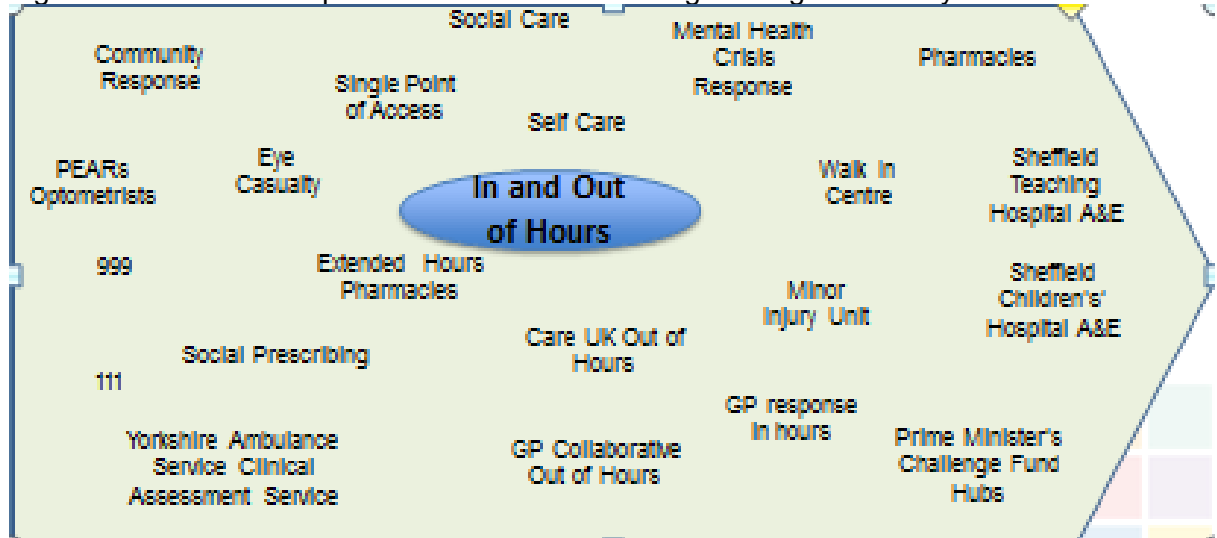 Social Care
Community
Response
Single Point
of Access
Mental Health
Crisis
Response
Pharmacies
Self Care
PEARs
Optometrists
Eye
Casualty
In and Out
of Hours
Walk in
Centre
Sheffield
Teaching
Hospital A&E
999
Extended Hours
Pharmacies
Minor
Injury Unit
Sheffield
Children's'
Hospital A&E
Social Prescribing
Care UK Out of
Hours
111
GP response
in hours
Yorkshire Ambulance
Service Clinical
Assessment Service
GP Collaborative
Out of Hours
Prime Minister's
Challenge Fund
Hubs